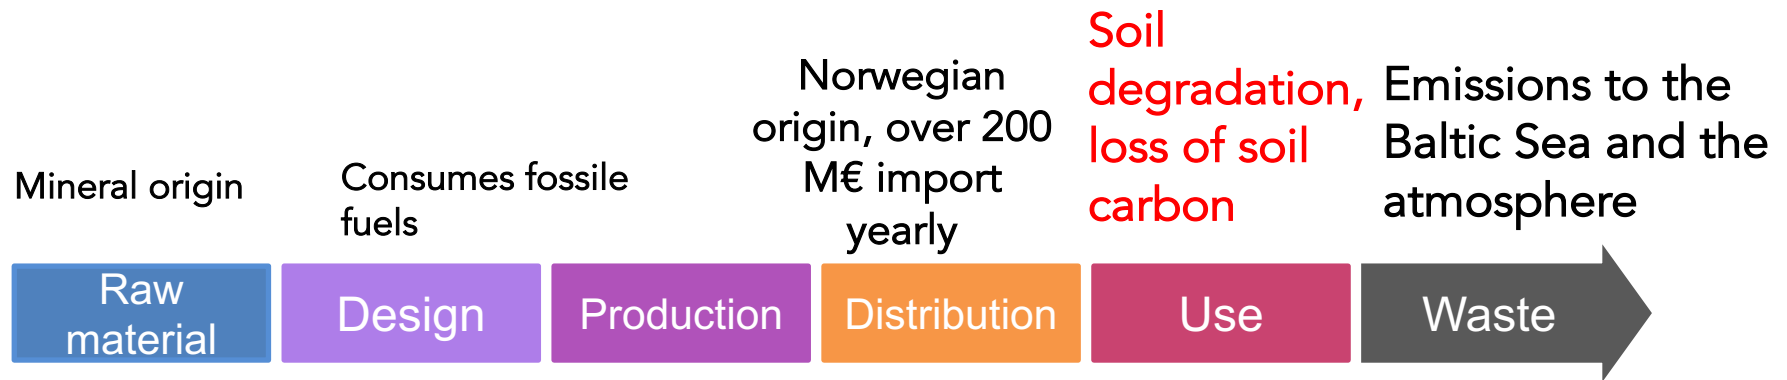 Mineral origin
Consumes fossile
fuels
Norwegian
origin, over 200
M€ import
yearly
Soil
degradation,
loss of soil
carbon
Emissions to the
Baltic Sea and the
atmosphere
Raw
material
Design
Production
Distribution
Use
Waste